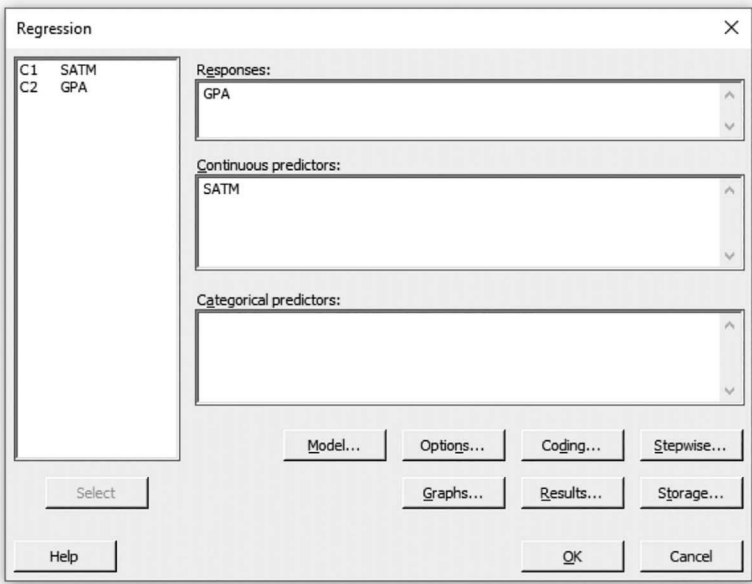 Regression
C1 SATM
C2 GPA
Responses:
GPA
Continuous predictors:
SATM
Categorical predictors:
Model... Options... Coding... Stepwise...
Select Graphs... Results... Storage...
Help OK Cancel